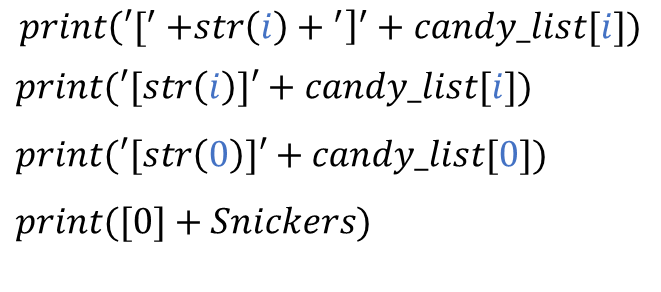 print('[' +str(i) + ']' + candy_list[i])
print('[str(i)]' + candy_list[i])
print('[str(0)]' + candy_list[0])
print([0] + Snickers)